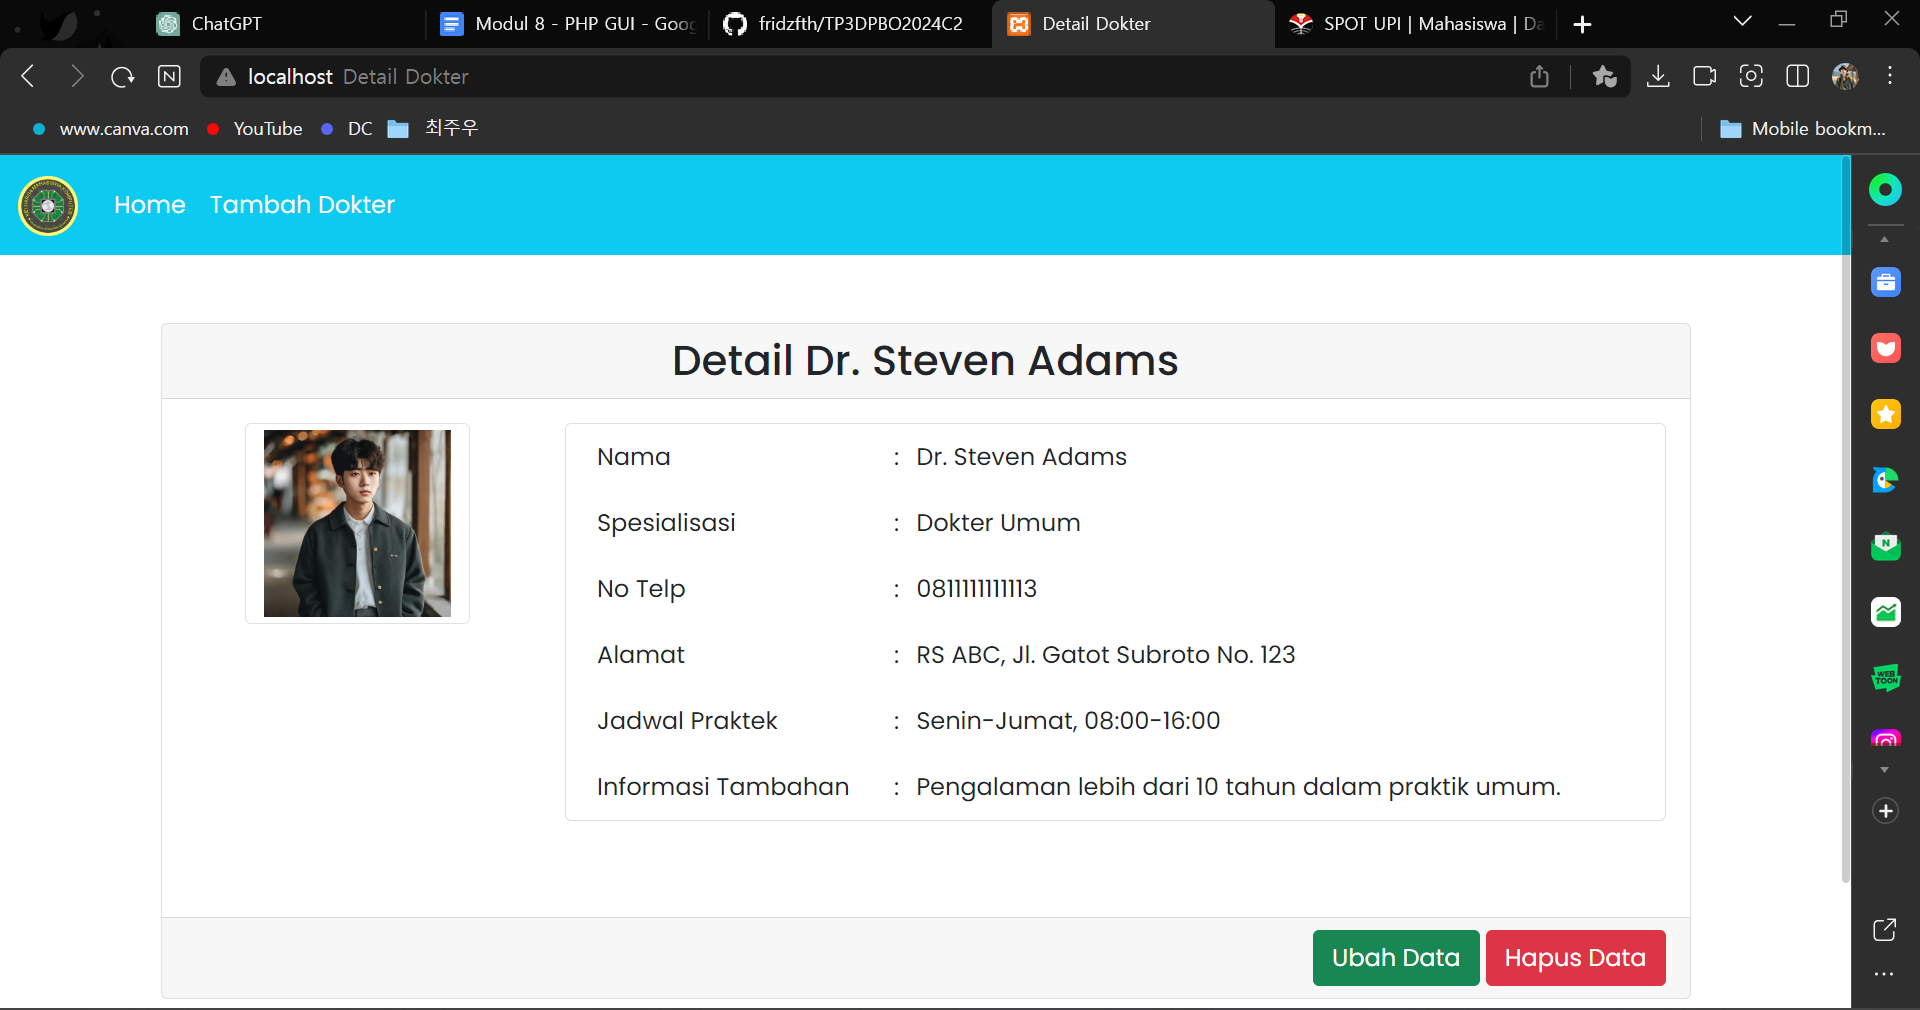 ChatGPT
Modul 8 - PHP GUI - Goog
fridzfth/TP3DPBO2024C2
Detail Dokter
SPOT UPI | Mahasiswa | Da
localhost Detail Dokter
www.canva.com
YouTube
DC
최주우
Mobile bookm...
Home
Tambah Dokter
Detail Dr. Steven Adams
Nama : Dr. Steven Adams
Spesialisasi : Dokter Umum
No Telp : 0811111111113
Alamat : RS ABC, Jl. Gatot Subroto No. 123
Jadwal Praktek : Senin-Jumat, 08:00-16:00
Informasi Tambahan : Pengalaman lebih dari 10 tahun dalam praktik umum.
Ubah Data
Hapus Data
N
N
WEB
TOON